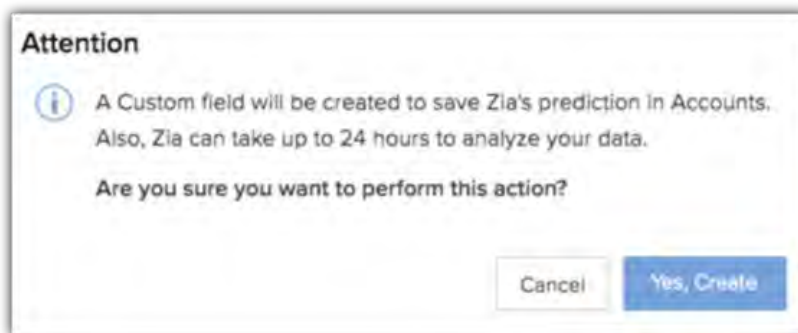 Attention
A Custom field will be created to save Zia's prediction in Accounts.
Also, Zia can take up to 24 hours to analyze your data.
Are you sure you want to perform this action?
Cancel
Yes, Create